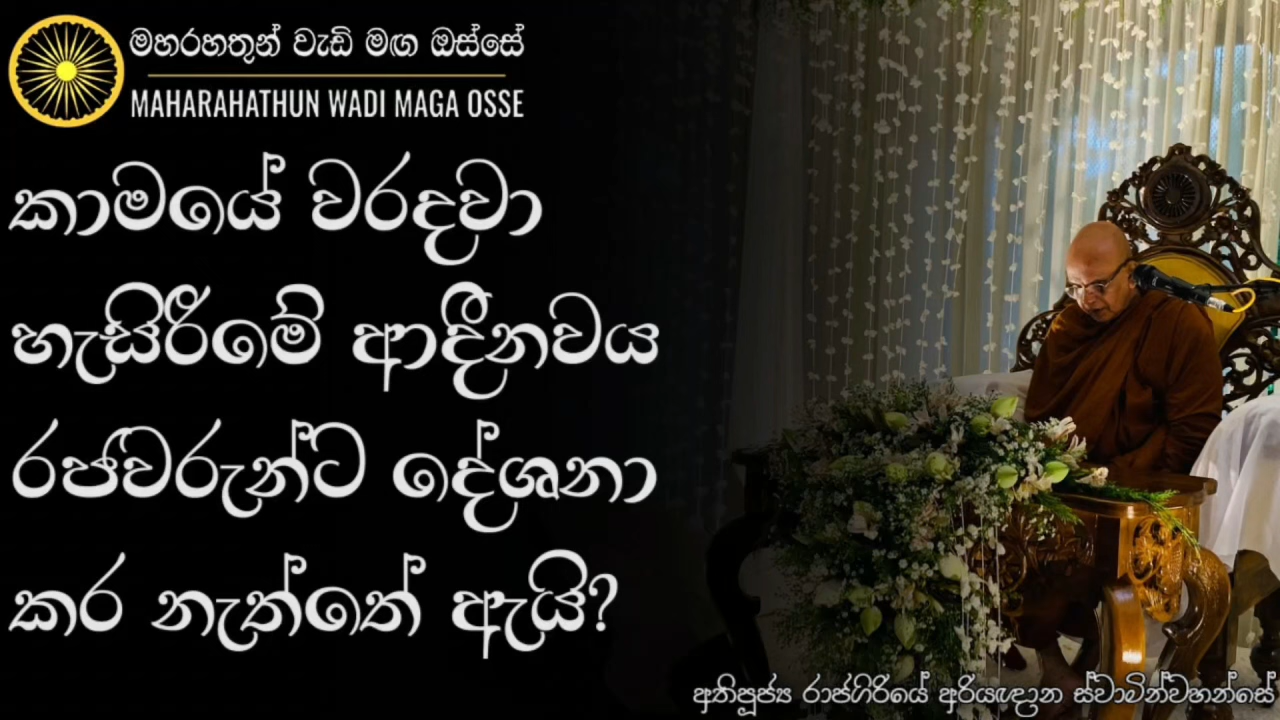 මහරහතුන් වැඩි මඟ ඔස්සේ
MAHARAHATHUN WADI MAGA OSSE
කාමයේ වරදවා
හැසිරීමේ ආදීනවය
රජවරුන්ට දේශනා
කර නැත්තේ ඇයි?
අතිපූජ්‍ය රාජගිරියේ අරියඥාන ස්වාමින්වහන්සේ